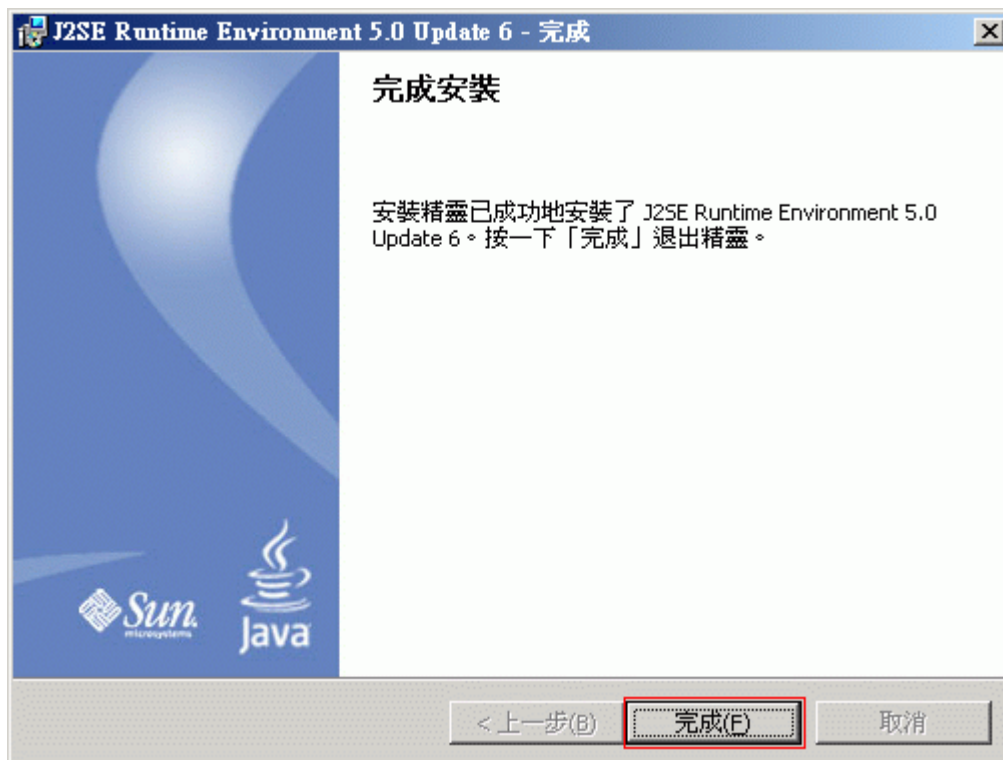 J2SE Runtime Environment 5.0 Update 6 - 完成
完成安裝
安裝精靈已成功地安裝了 J2SE Runtime Environment 5.0
Update 6。按一下「完成」退出精靈。
Sun
microsystems
Java
< 上一步(B)
完成(F)
取消